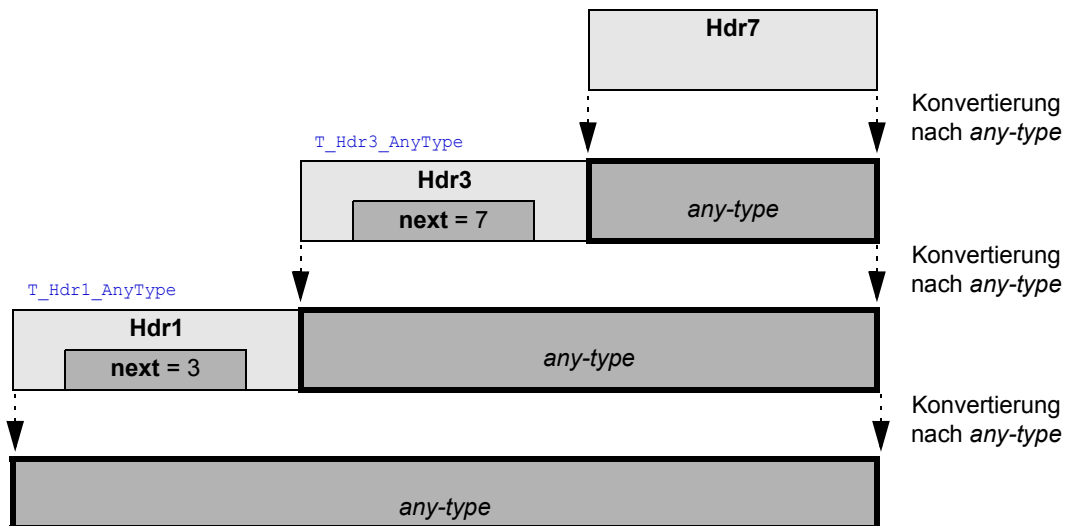 Hdr7
Konvertierung
nach any-type
T_Hdr3_AnyType
Hdr3
next = 7
any-type
Konvertierung
nach any-type
T_Hdr1_AnyType
Hdr1
next = 3
any-type
Konvertierung
nach any-type
any-type